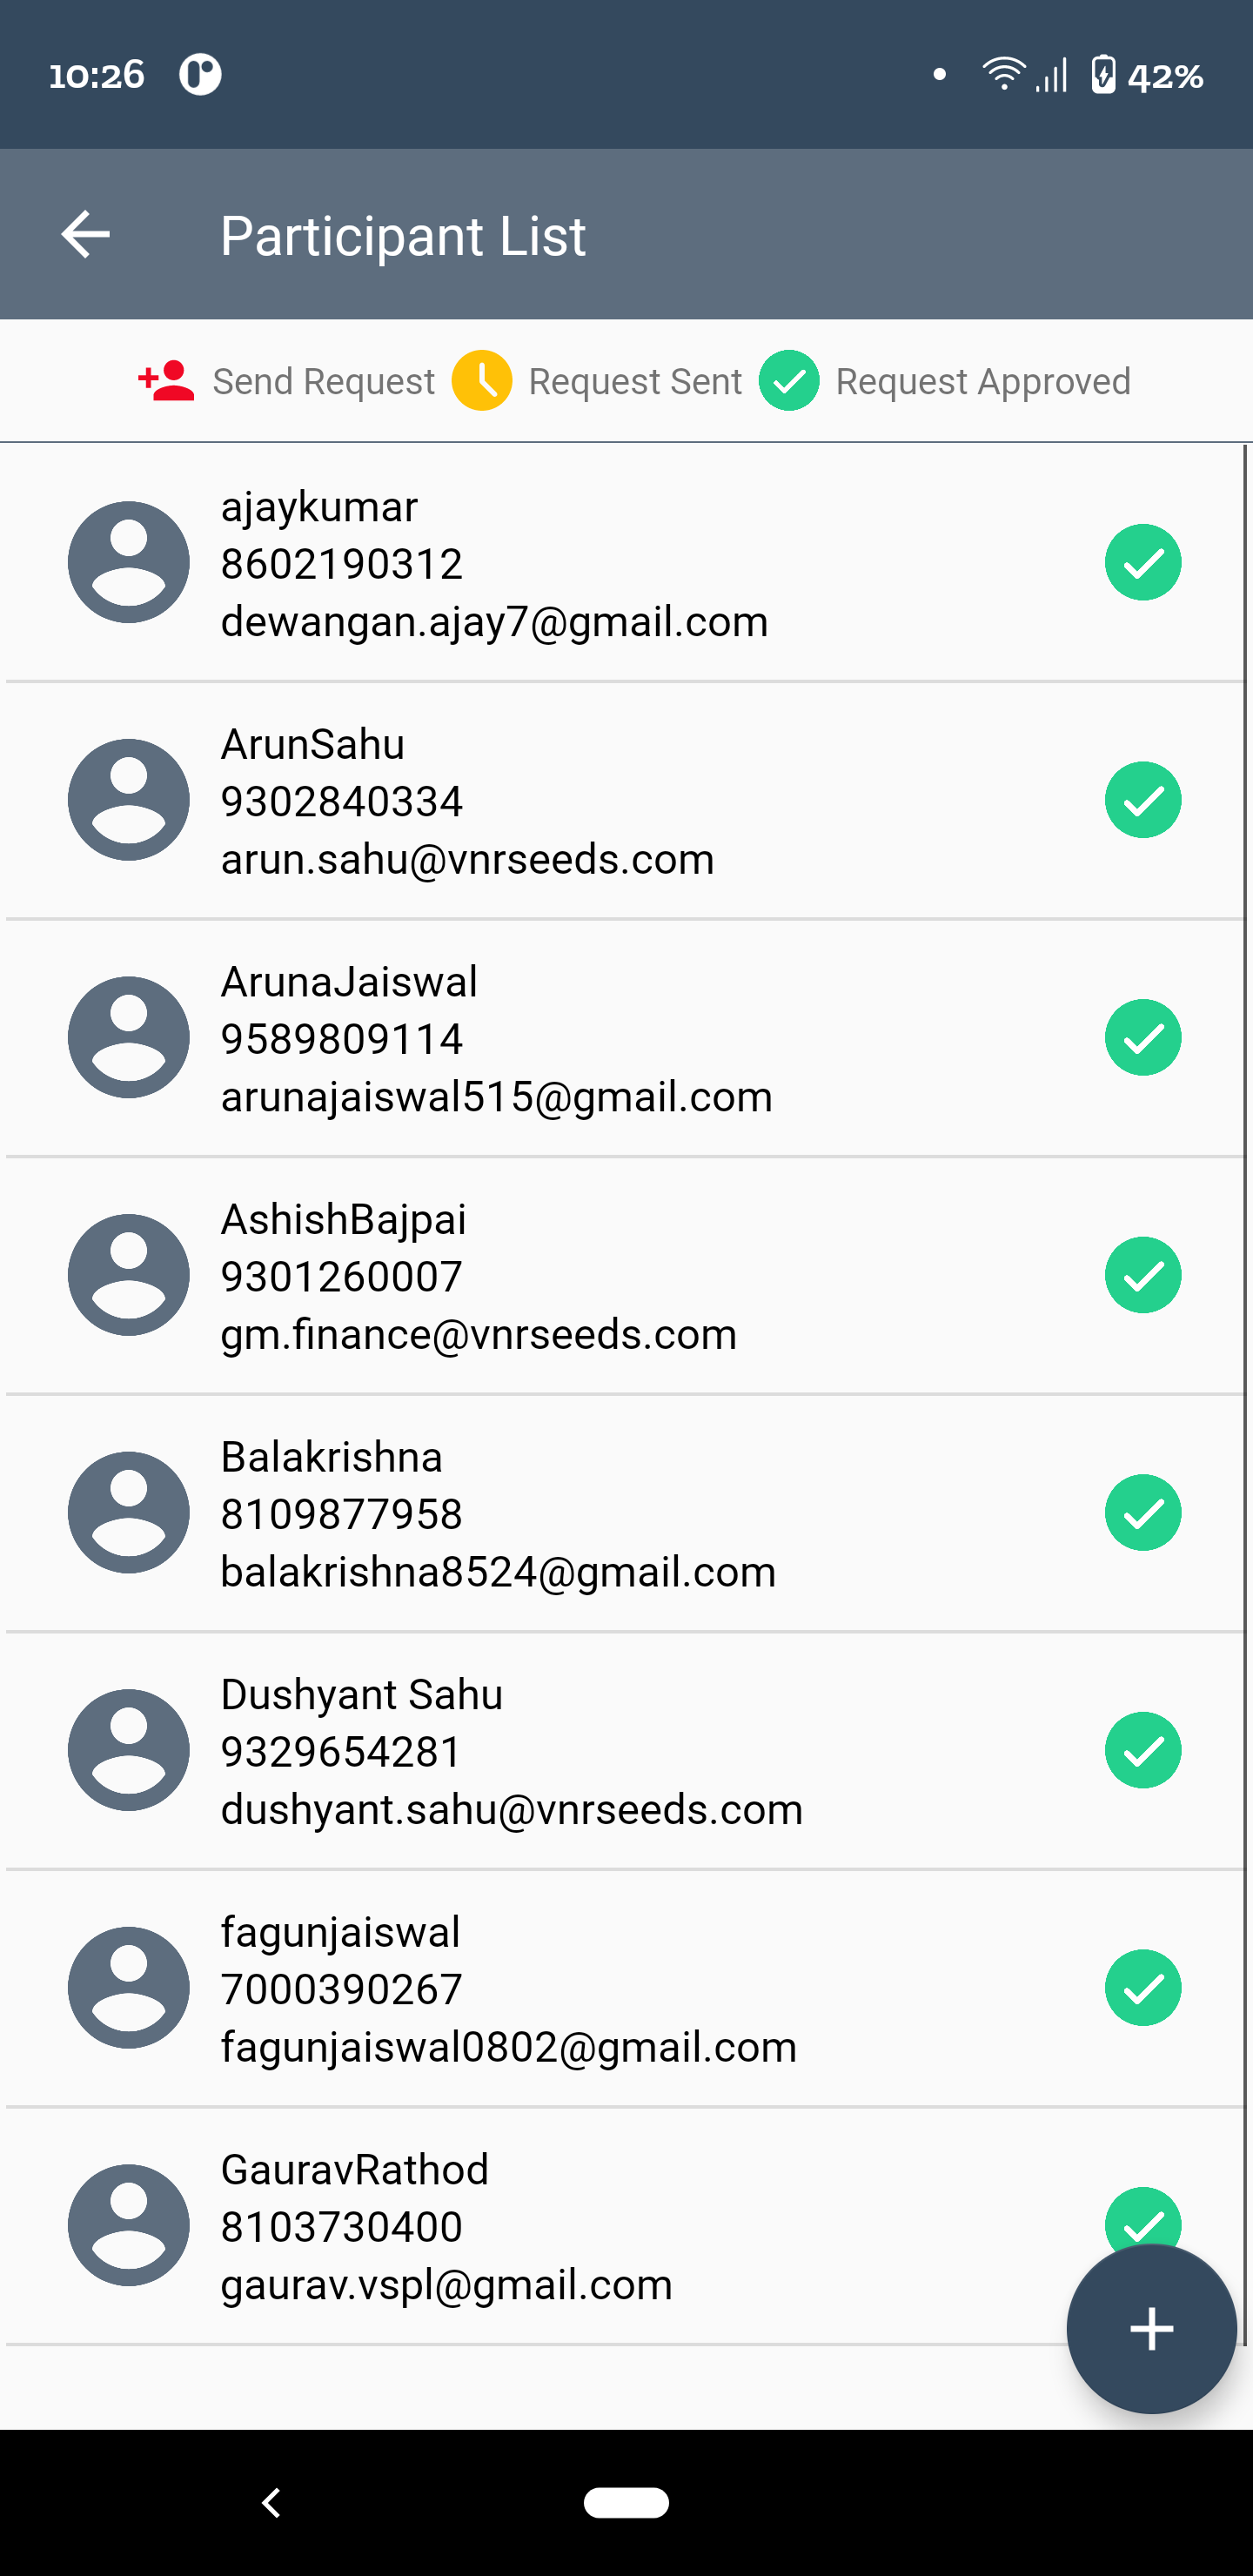 10:26 42%
Participant List
Send Request Request Sent Request Approved
ajaykumar
8602190312
dewangan.ajay7@gmail.com
ArunSahu
9302840334
arun.sahu@vnrseeds.com
ArunaJaiswal
9589809114
arunajaiswal515@gmail.com
AshishBajpai
9301260007
gm.finance@vnrseeds.com
Balakrishna
8109877958
balakrishna8524@gmail.com
Dushyant Sahu
9329654281
dushyant.sahu@vnrseeds.com
fagunjaiswal
7000390267
fagunjaiswal0802@gmail.com
GauravRathod
8103730400
gaurav.vspl@gmail.com